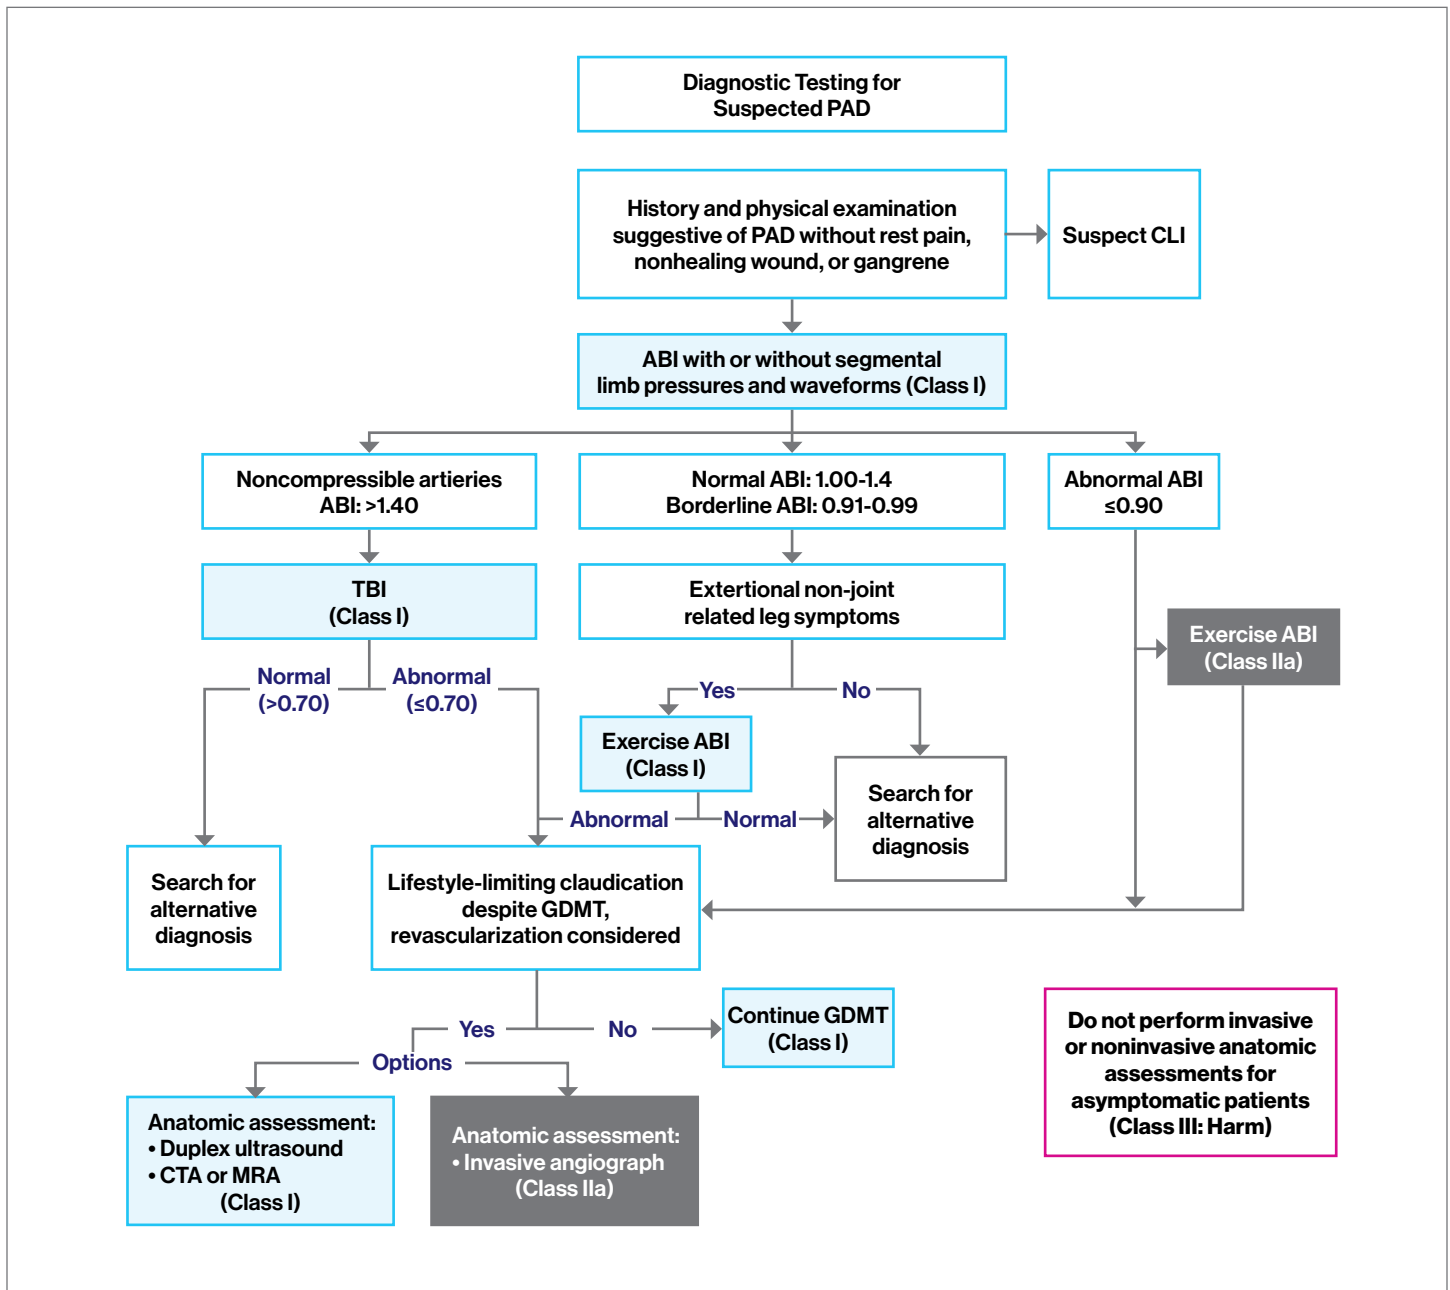 Diagnostic Testing for
Suspected PAD
History and physical examination
suggestive of PAD without rest pain,
nonhealing wound, or gangrene
Suspect CLI
ABI with or without segmental
limb pressures and waveforms (Class I)
Noncompressible artieries
ABI: >1.40
Normal ABI: 1.00-1.4
Borderline ABI: 0.91-0.99
Abnormal ABI
≤0.90
TBI
(Class I)
Extertional non-joint
related leg symptoms
Exercise ABI
(Class IIa)
Normal
(>0.70)
Abnormal
(≤0.70)
Yes
No
Exercise ABI
(Class I)
Abnormal
Normal
Search for
alternative
diagnosis
Search for
alternative
diagnosis
Lifestyle-limiting claudication
despite GDMT,
revascularization considered
Yes
No
Continue GDMT
(Class I)
Options
Anatomic assessment:
• Duplex ultrasound
• CTA or MRA
(Class I)
Anatomic assessment:
• Invasive angiograph
(Class IIa)
Do not perform invasive
or noninvasive anatomic
assessments for
asymptomatic patients
(Class III: Harm)